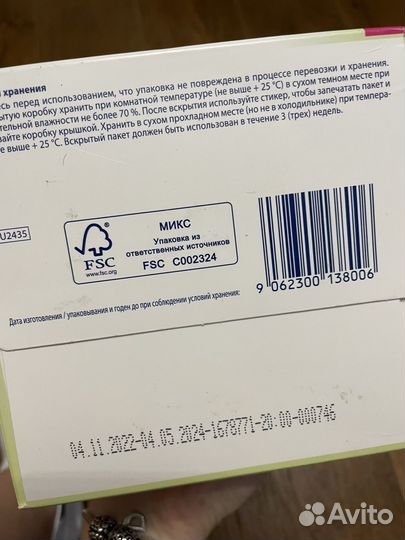 хранения
сь перед использованием, что упаковка не повреждена в процессе перевозки и хранения.
ытую коробку хранить при комнатной температуре (не выше + 25 °C) в сухом темном месте при
тельной влажности не более 70 %. После вскрытия используйте стикер, чтобы запечатать пакет и
вайте коробку крышкой. Хранить в сухом прохладном месте (но не в холодильнике) при темпера-
е выше + 25 °C. Вскрытый пакет должен быть использован в течение 3 (трех) недель.
U2435
FSC
www.fsc.org
МИКС
Упаковка из
ответственных источников
FSC C002324
9 062300 138006
Дата изготовления / упаковывания и годен до при соблюдении условий хранения:
04.11.2022-04.05.2024-1678771-20:00-000746
Avito